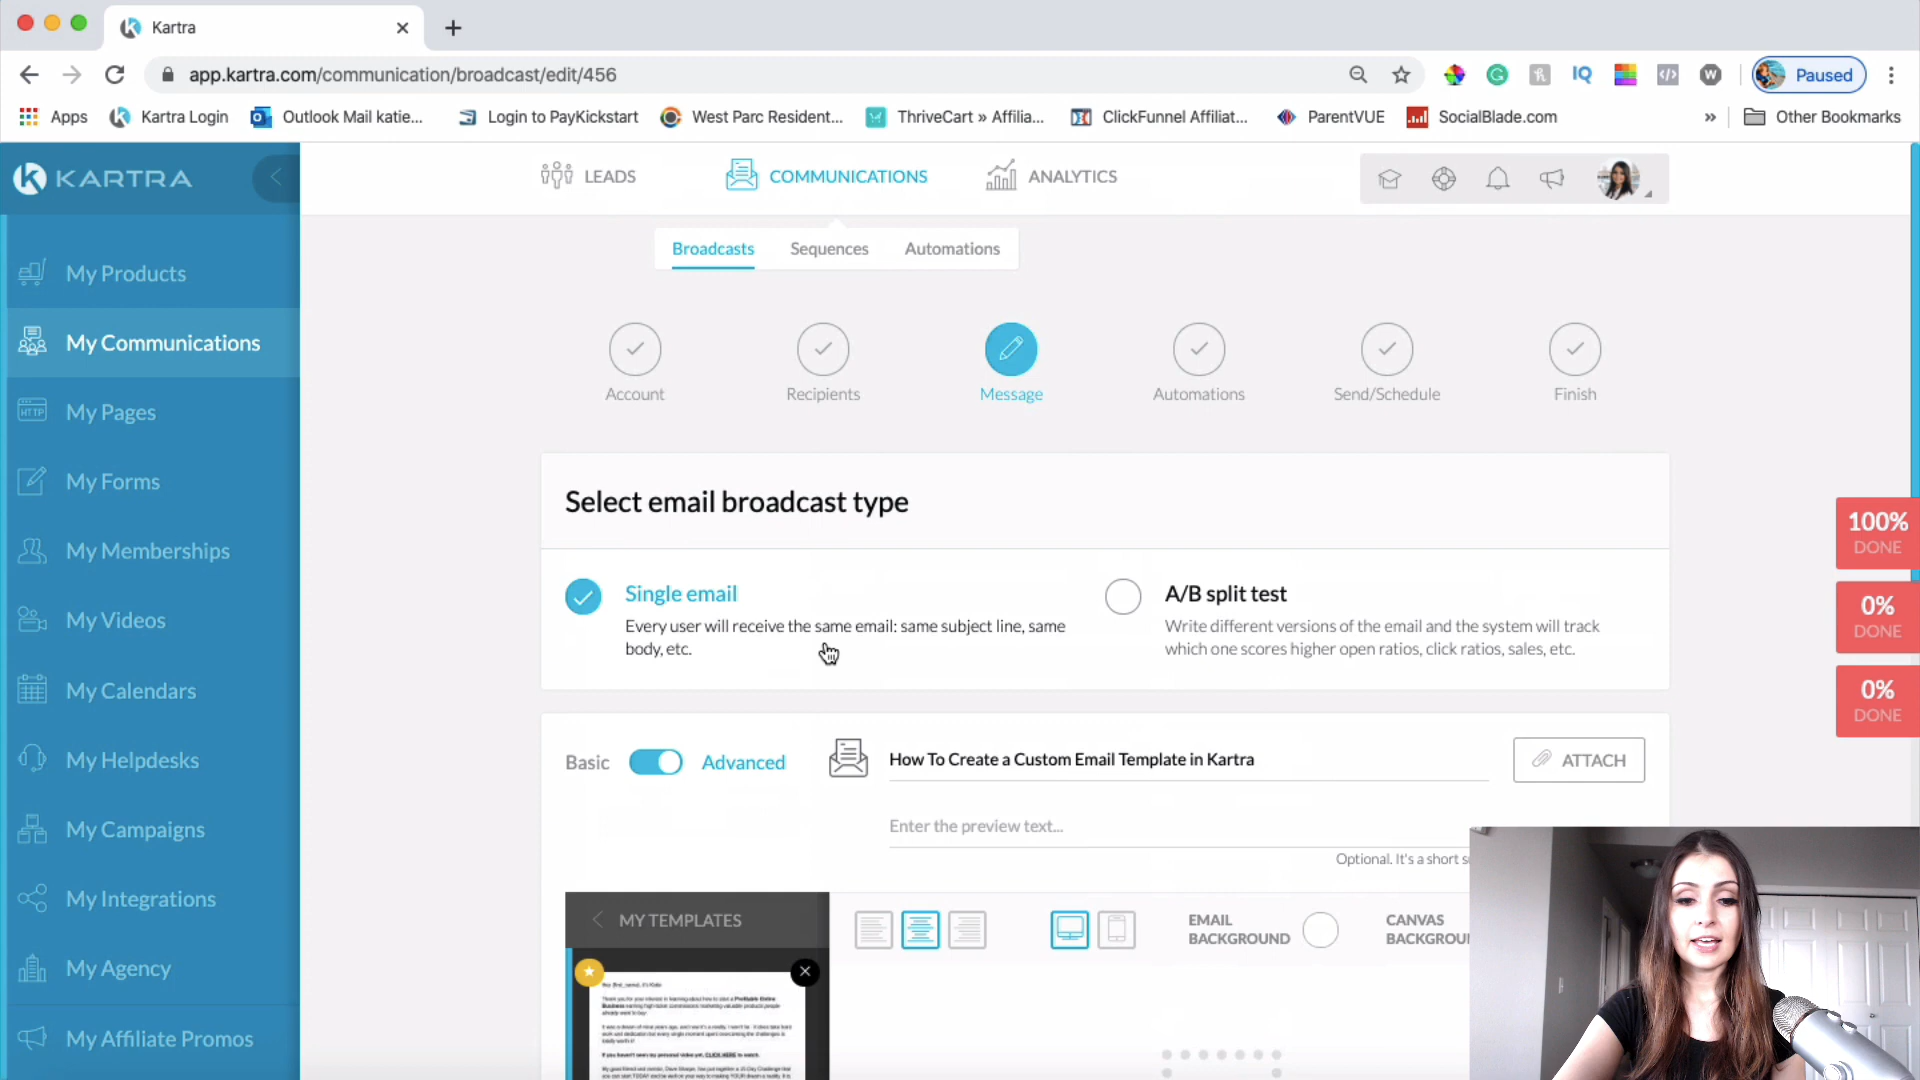 Kartra
app.kartra.com/communication/broadcast/edit/456
Paused
Apps
Kartra Login
Outlook Mail katie...
Login to PayKickstart
West Parc Resident...
ThriveCart » Affilia...
ClickFunnel Affiliat...
ParentVUE
SocialBlade.com
»
Other Bookmarks
KARTRA
LEADS
COMMUNICATIONS
ANALYTICS
Broadcasts
Sequences
Automations
My Products
My Communications
My Pages
My Forms
My Memberships
My Videos
My Calendars
My Helpdesks
My Campaigns
My Integrations
My Agency
My Affiliate Promos
Account
Recipients
Message
Automations
Send/Schedule
Finish
Select email broadcast type
Single email
Every user will receive the same email: same subject line, same
body, etc.
A/B split test
Write different versions of the email and the system will track
which one scores higher open ratios, click ratios, sales, etc.
100%
DONE
0%
DONE
0%
DONE
Basic
Advanced
How To Create a Custom Email Template in Kartra
ATTACH
Enter the preview text...
Optional. It's a short
MY TEMPLATES
EMAIL
BACKGROUND
CANVAS
HTTP
IQ
W